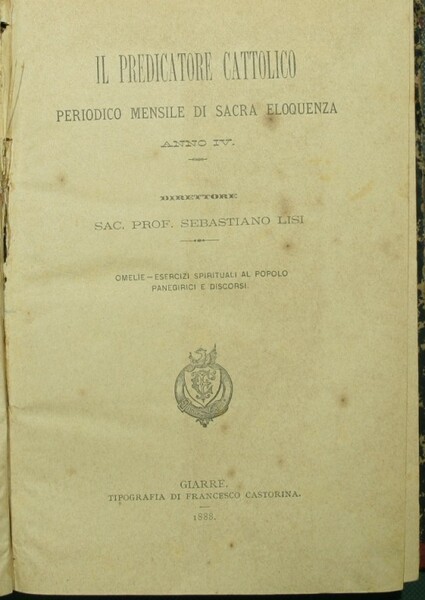 IL PREDICATORE CATTOLICO
PERIODICO MENSILE DI SACRA ELOQUENZA
ANNO IV.
DIRETTORE
SAC. PROF. SEBASTIANO LISI
OMELIE — ESERCIZI SPIRITUALI AL POPOLO
PANEGIRICI E DISCORSI.
GIARRE,
TIPOGRAFIA DI FRANCESCO CASTORINA.
1888.